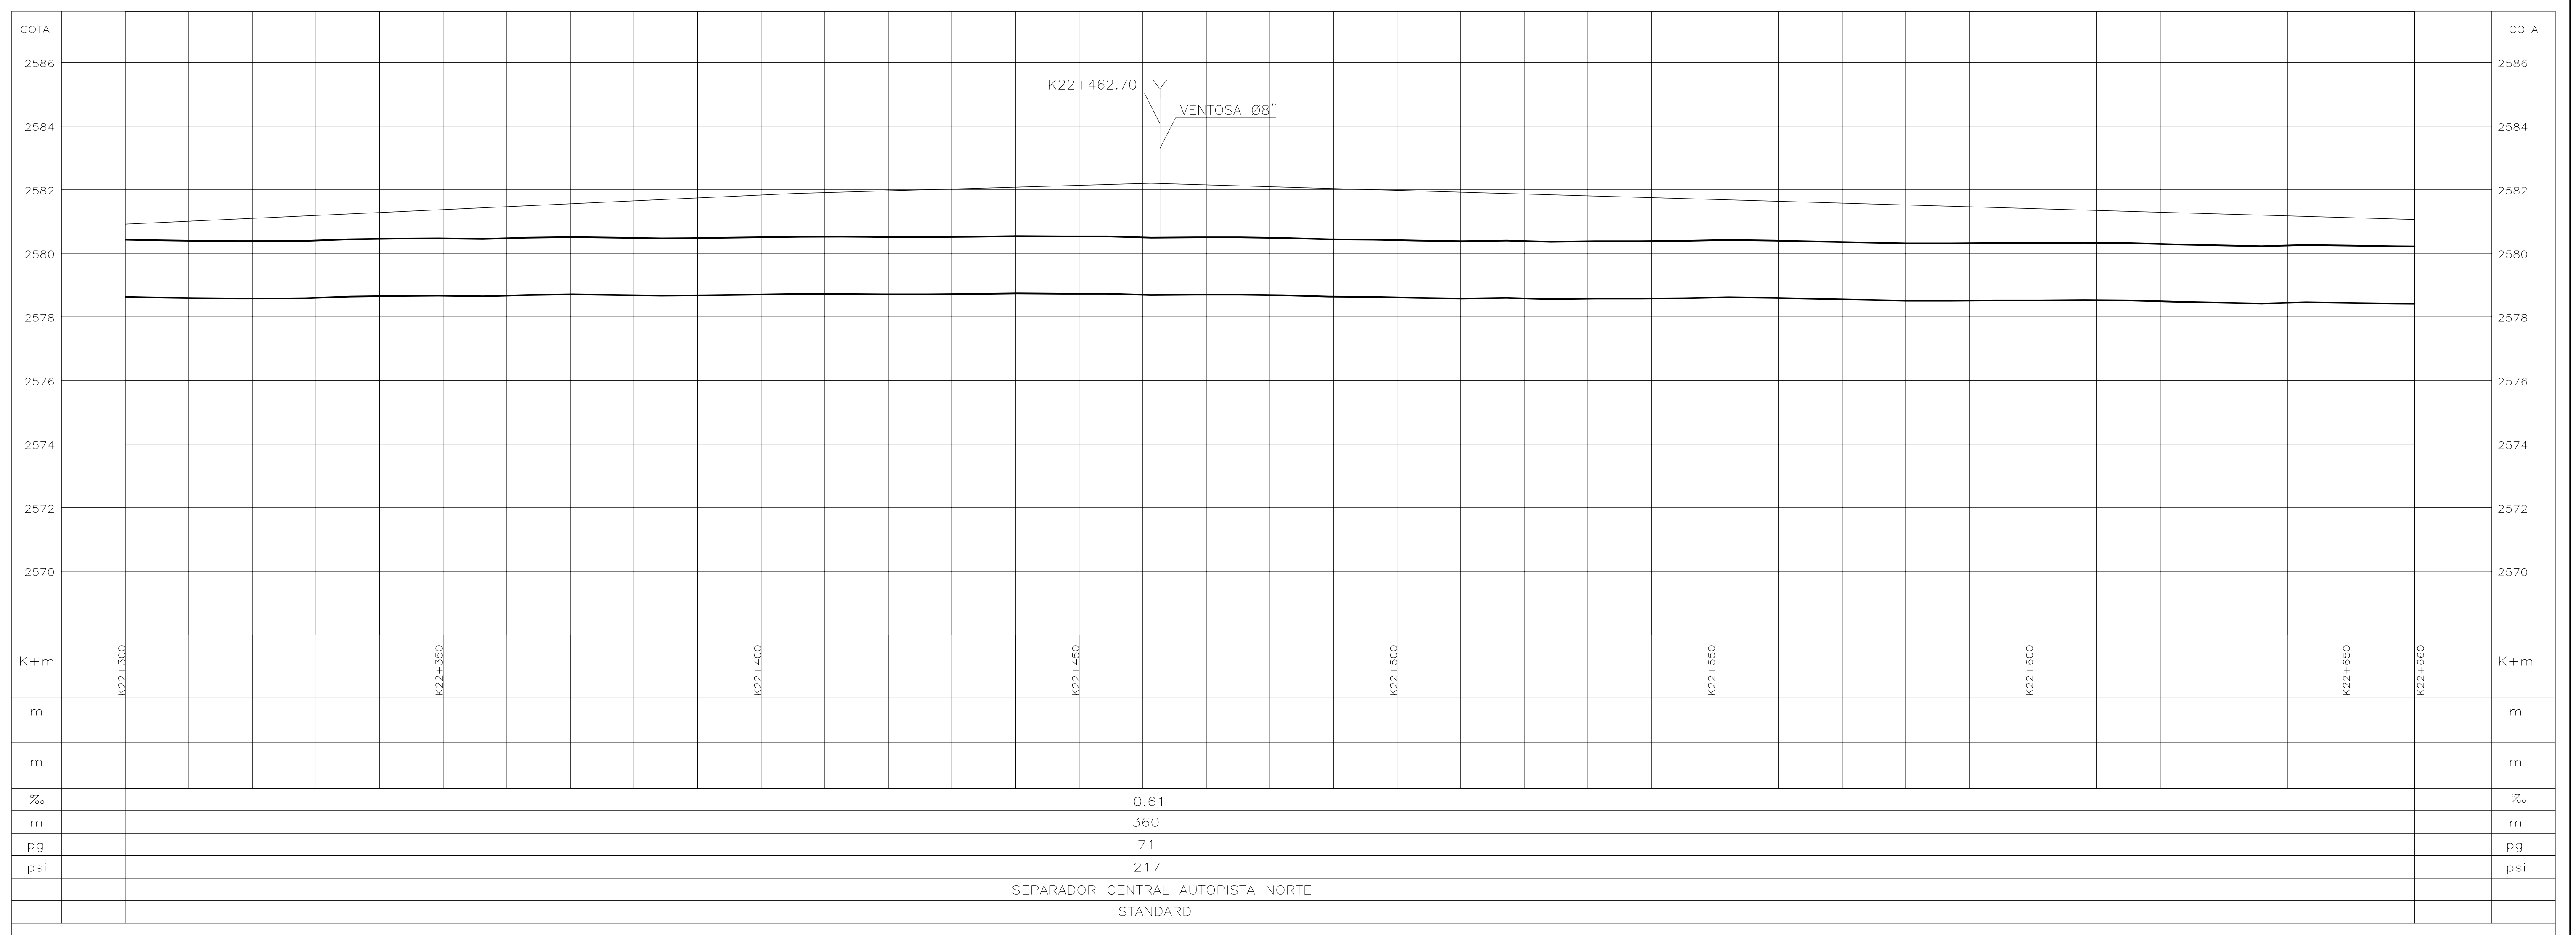 COTA COTA
2586 2586
K22+462.70
VENTOSA Ø8”
2584 2584
2582 2582
2580 2580
2578 2578
2576 2576
2574 2574
2572 2572
2570 2570
K+m K22+300 K22+350 K22+400 K22+450 K22+500 K22+550 K22+600 K22+650 K22+660 K+m
m m
m m
‰ 0.61 ‰
m 360 m
pg 71 pg
psi 217 psi
SEPARADOR CENTRAL AUTOPISTA NORTE
STANDARD